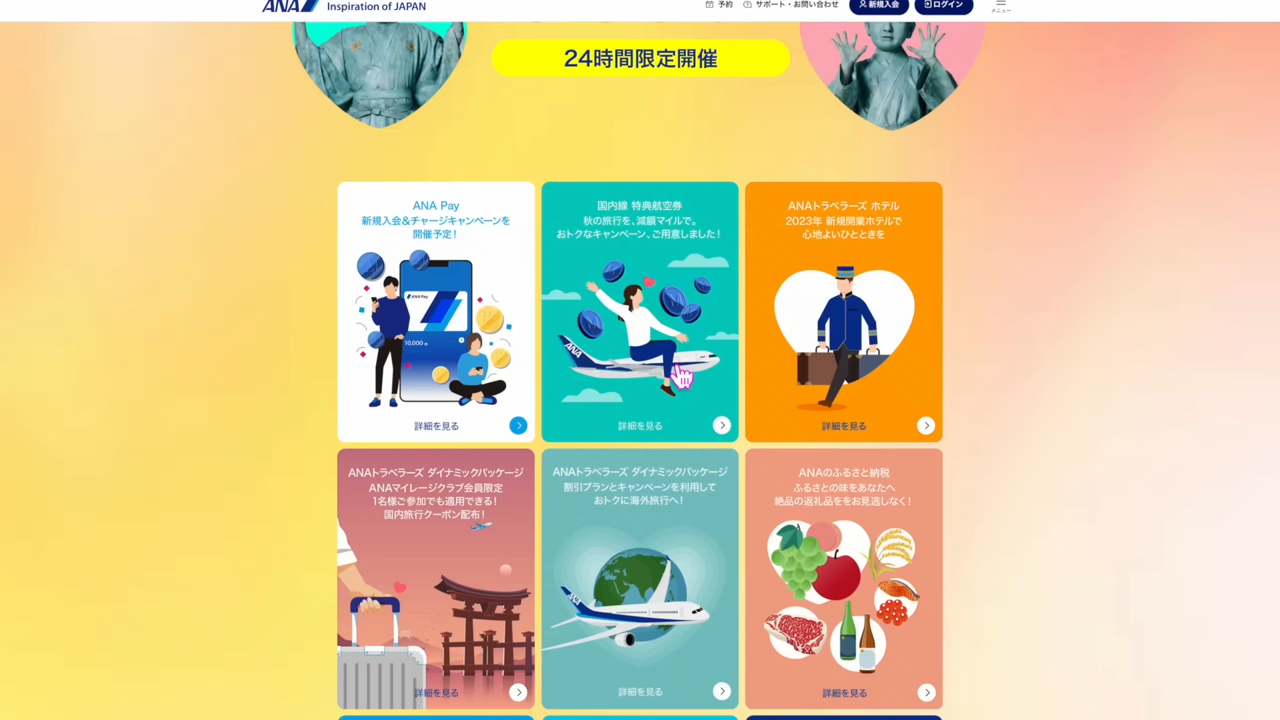 ANA
Inspiration of JAPAN
予約
サポート・お問い合わせ
新規入会
ログイン
メニュー
24時間限定開催
ANA Pay
新規入会&チャージキャンペーンを
開催予定!
ANA Pay
10,000
詳細を見る
国内線 特典航空券
秋の旅行を、減額マイルで。
おトクなキャンペーン、ご用意しました!
ANA
詳細を見る
ANAトラベラーズ ホテル
2023年 新規開業ホテルで
心地よいひとときを
詳細を見る
ANAトラベラーズ ダイナミックパッケージ
ANAマイレージクラブ会員限定
1名様ご参加でも適用できる!
国内旅行クーポン配布!
詳細を見る
ANAトラベラーズ ダイナミックパッケージ
割引プランとキャンペーンを利用して
おトクに海外旅行へ!
ANA
詳細を見る
ANAのふるさと納税
ふるさとの味をあなたへ
絶品の返礼品ををお見逃しなく!
詳細を見る